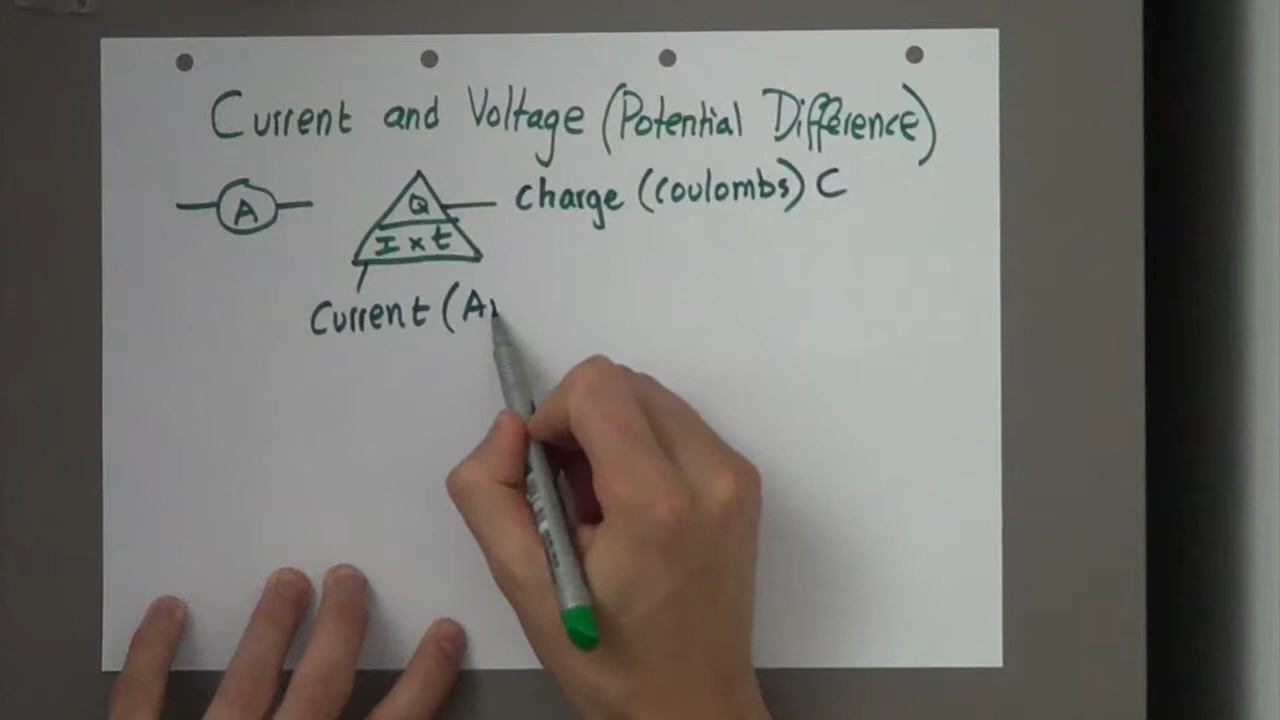 Current and Voltage (Potential Difference)
A
Q
charge (coulombs) C
I x t
Current (A